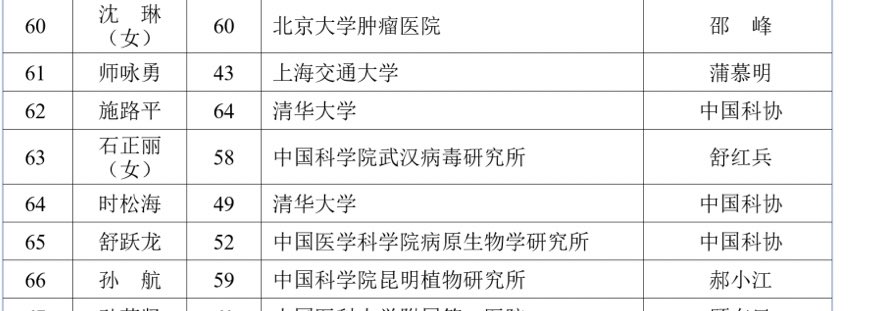 60 沈 琳（女） 60 北京大学肿瘤医院 邵 峰
61 师咏勇 43 上海交通大学 蒲慕明
62 施路平 64 清华大学 中国科协
63 石正丽（女） 58 中国科学院武汉病毒研究所 舒红兵
64 时松海 49 清华大学 中国科协
65 舒跃龙 52 中国医学科学院病原生物学研究所 中国科协
66 孙 航 59 中国科学院昆明植物研究所 郝小江